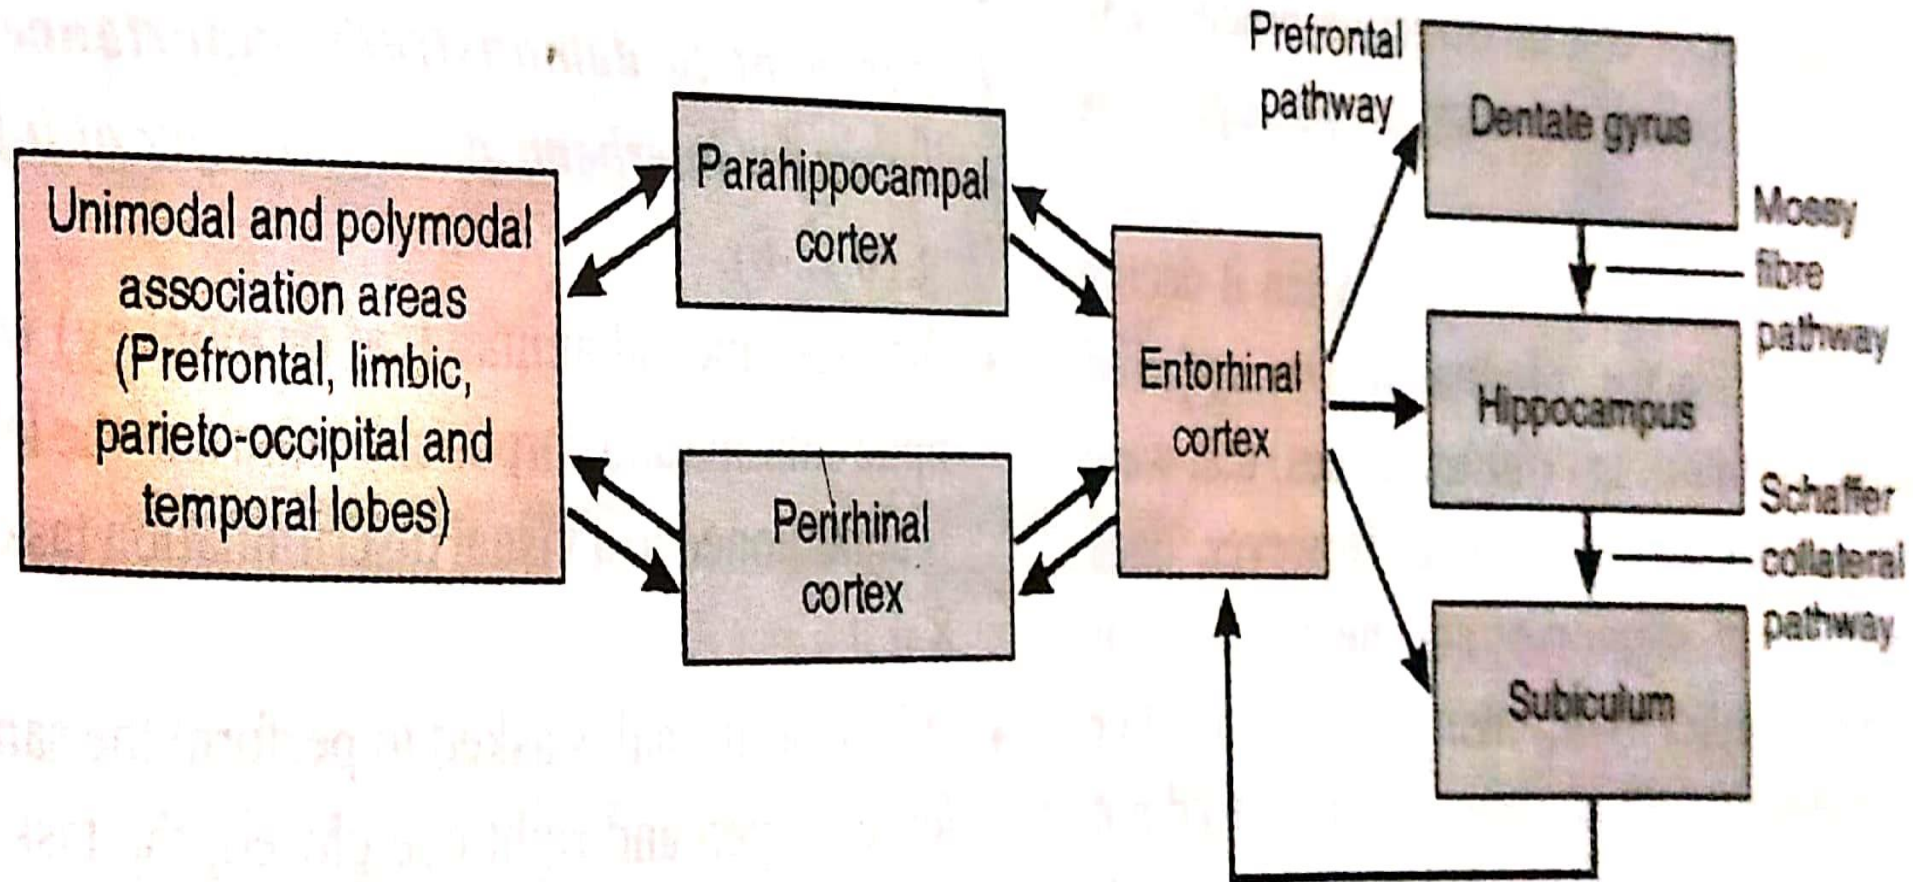 Unimodal and polymodal
association areas
(Prefrontal, limbic,
parieto-occipital and
temporal lobes)
Parahippocampal
cortex
Perirhinal
cortex
Entorhinal
cortex
Prefrontal
pathway
Dentate gyrus
Mossy
fibre
pathway
Hippocampus
Schaffer
collateral
pathway
Subiculum